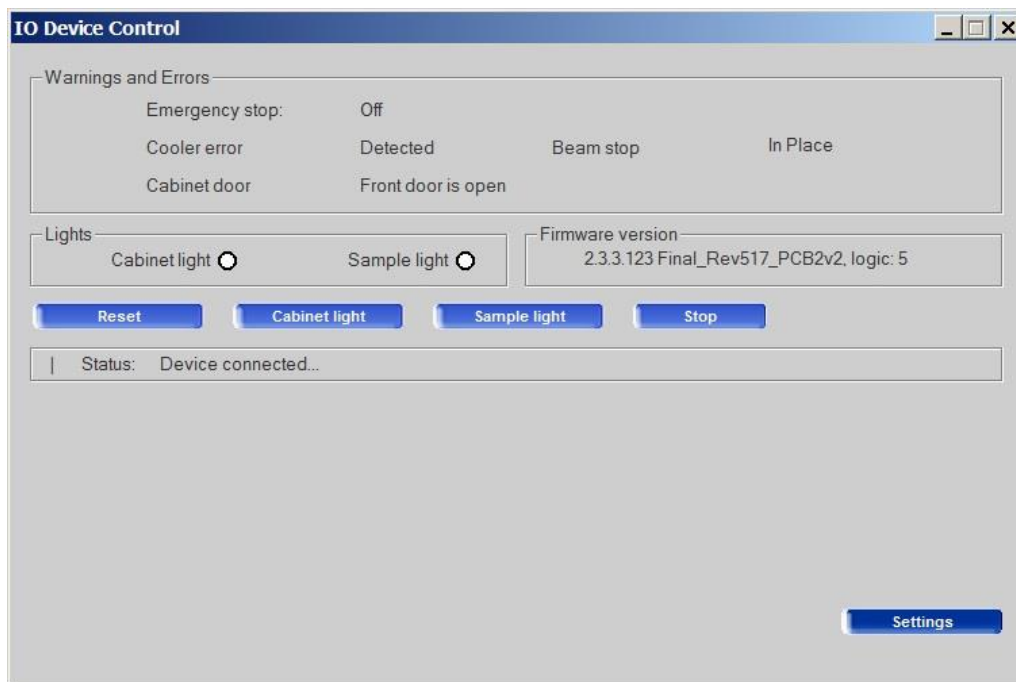 IO Device Control
Warnings and Errors
Emergency stop: Off
Cooler error Detected Beam stop In Place
Cabinet door Front door is open
Lights Firmware version
Cabinet light Sample light 2.3.3.123 Final_Rev517_PCB2v2, logic: 5
Reset Cabinet light Sample light Stop
| Status: Device connected...
Settings